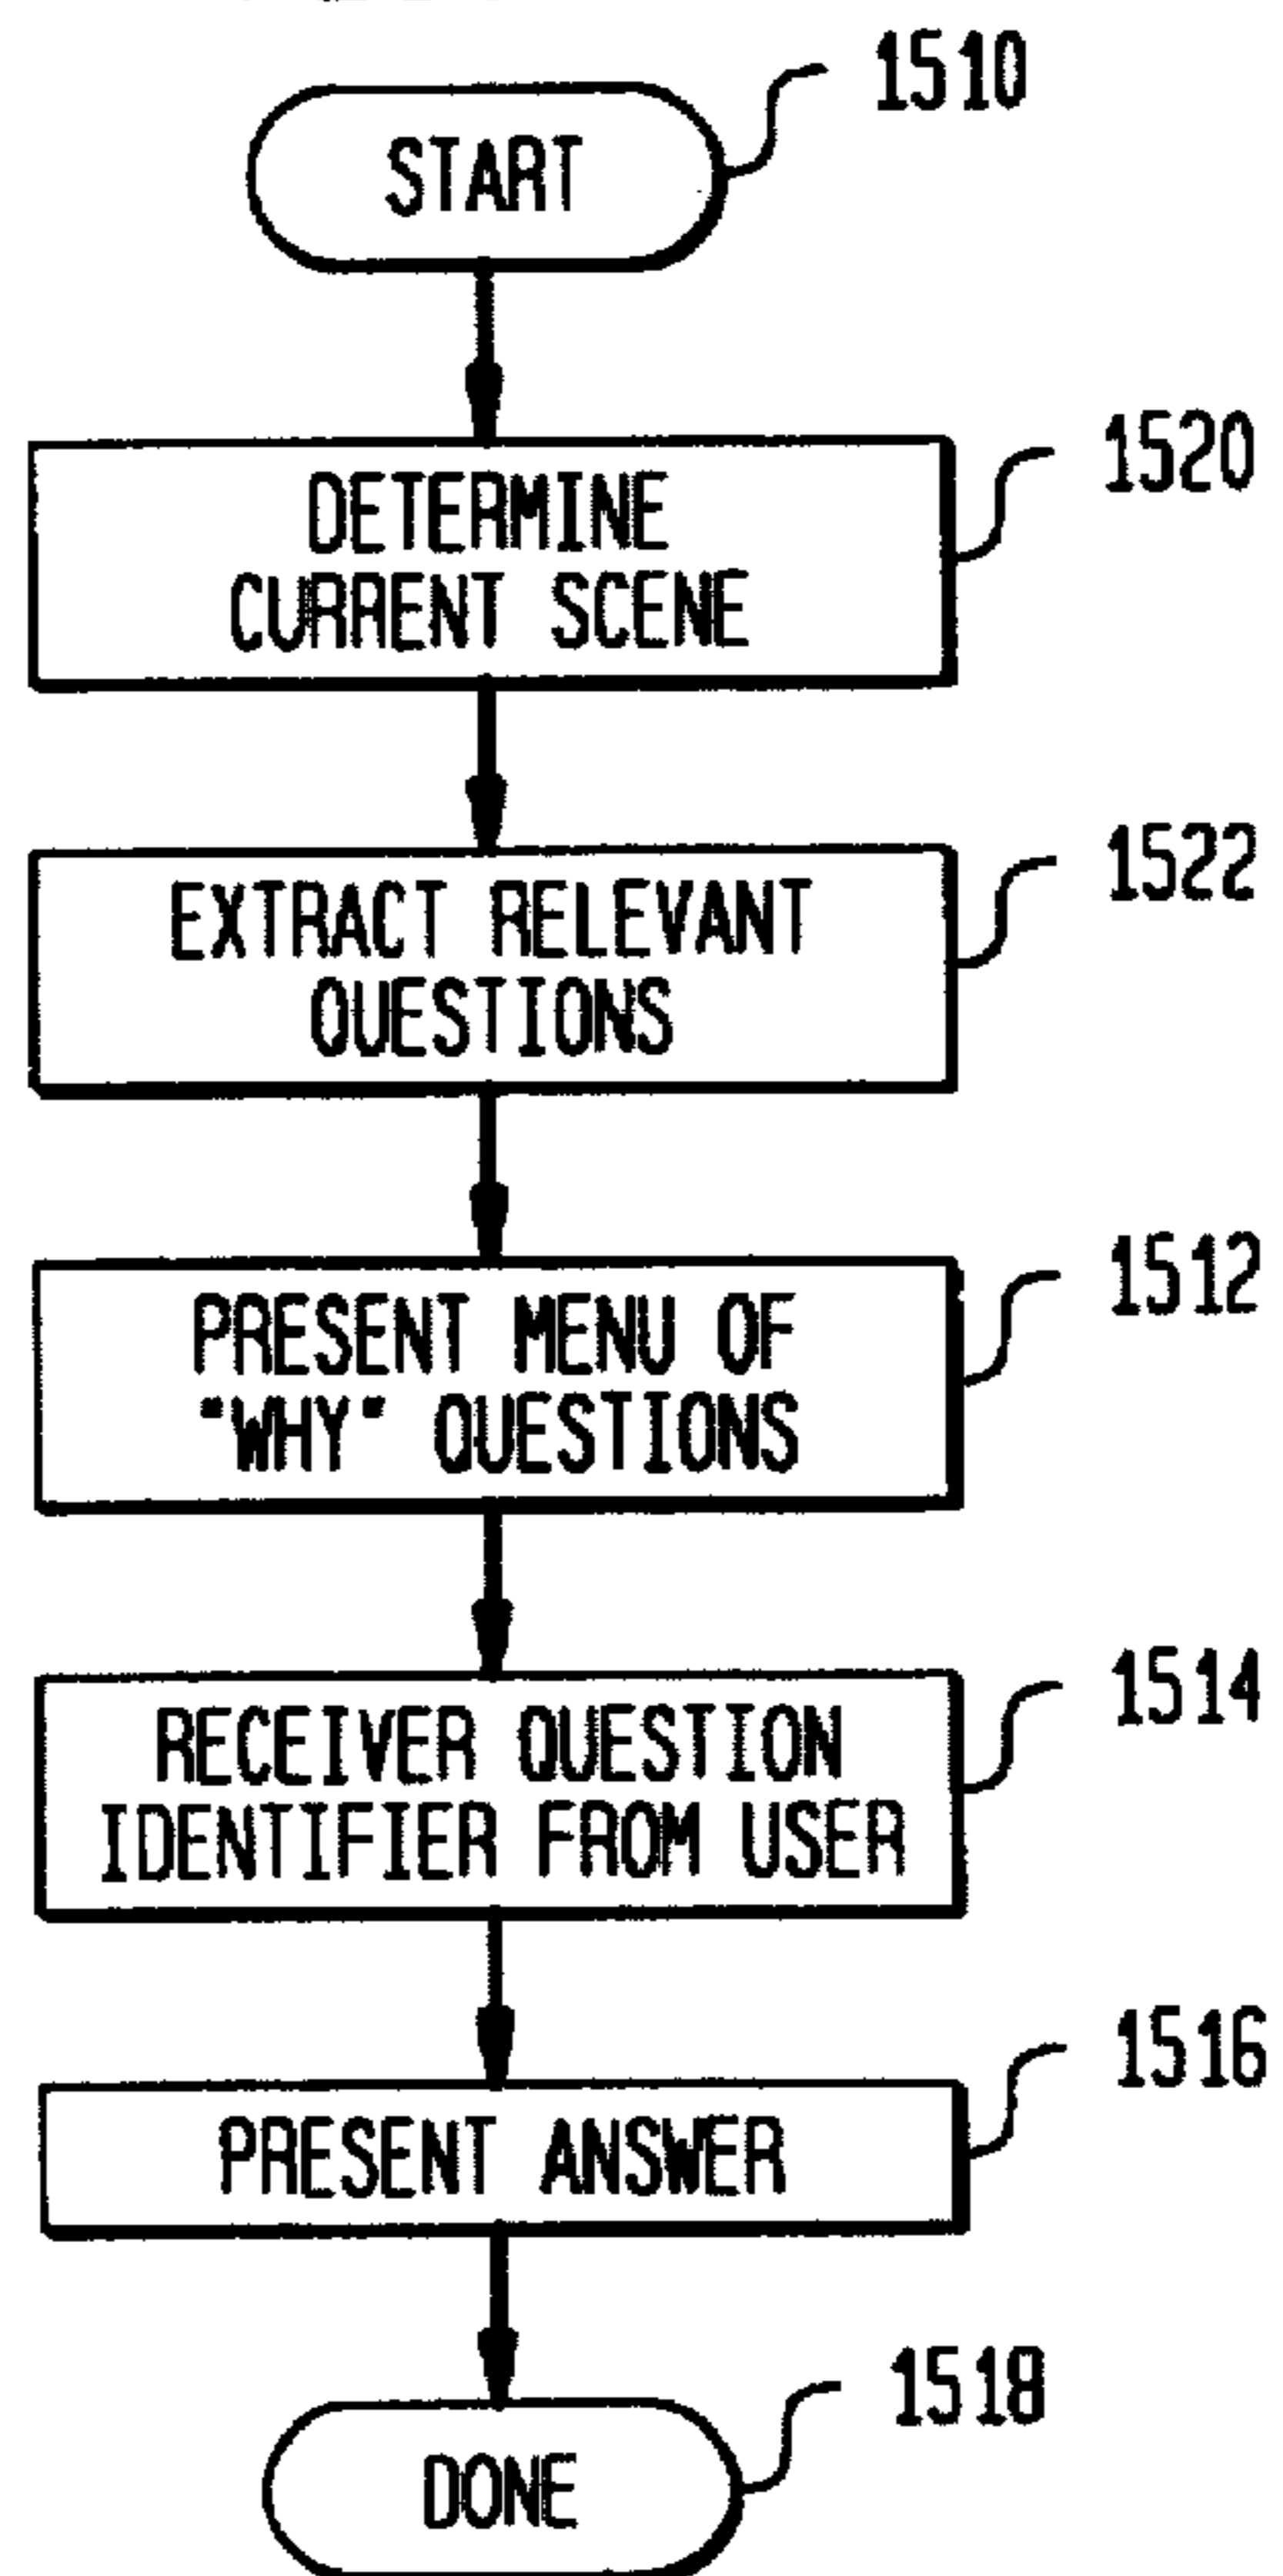 1510
START
1520
DETERMINE
CURRENT SCENE
1522
EXTRACT RELEVANT
QUESTIONS
1512
PRESENT MENU OF
"WHY" QUESTIONS
1514
RECEIVER QUESTION
IDENTIFIER FROM USER
1516
PRESENT ANSWER
1518
DONE